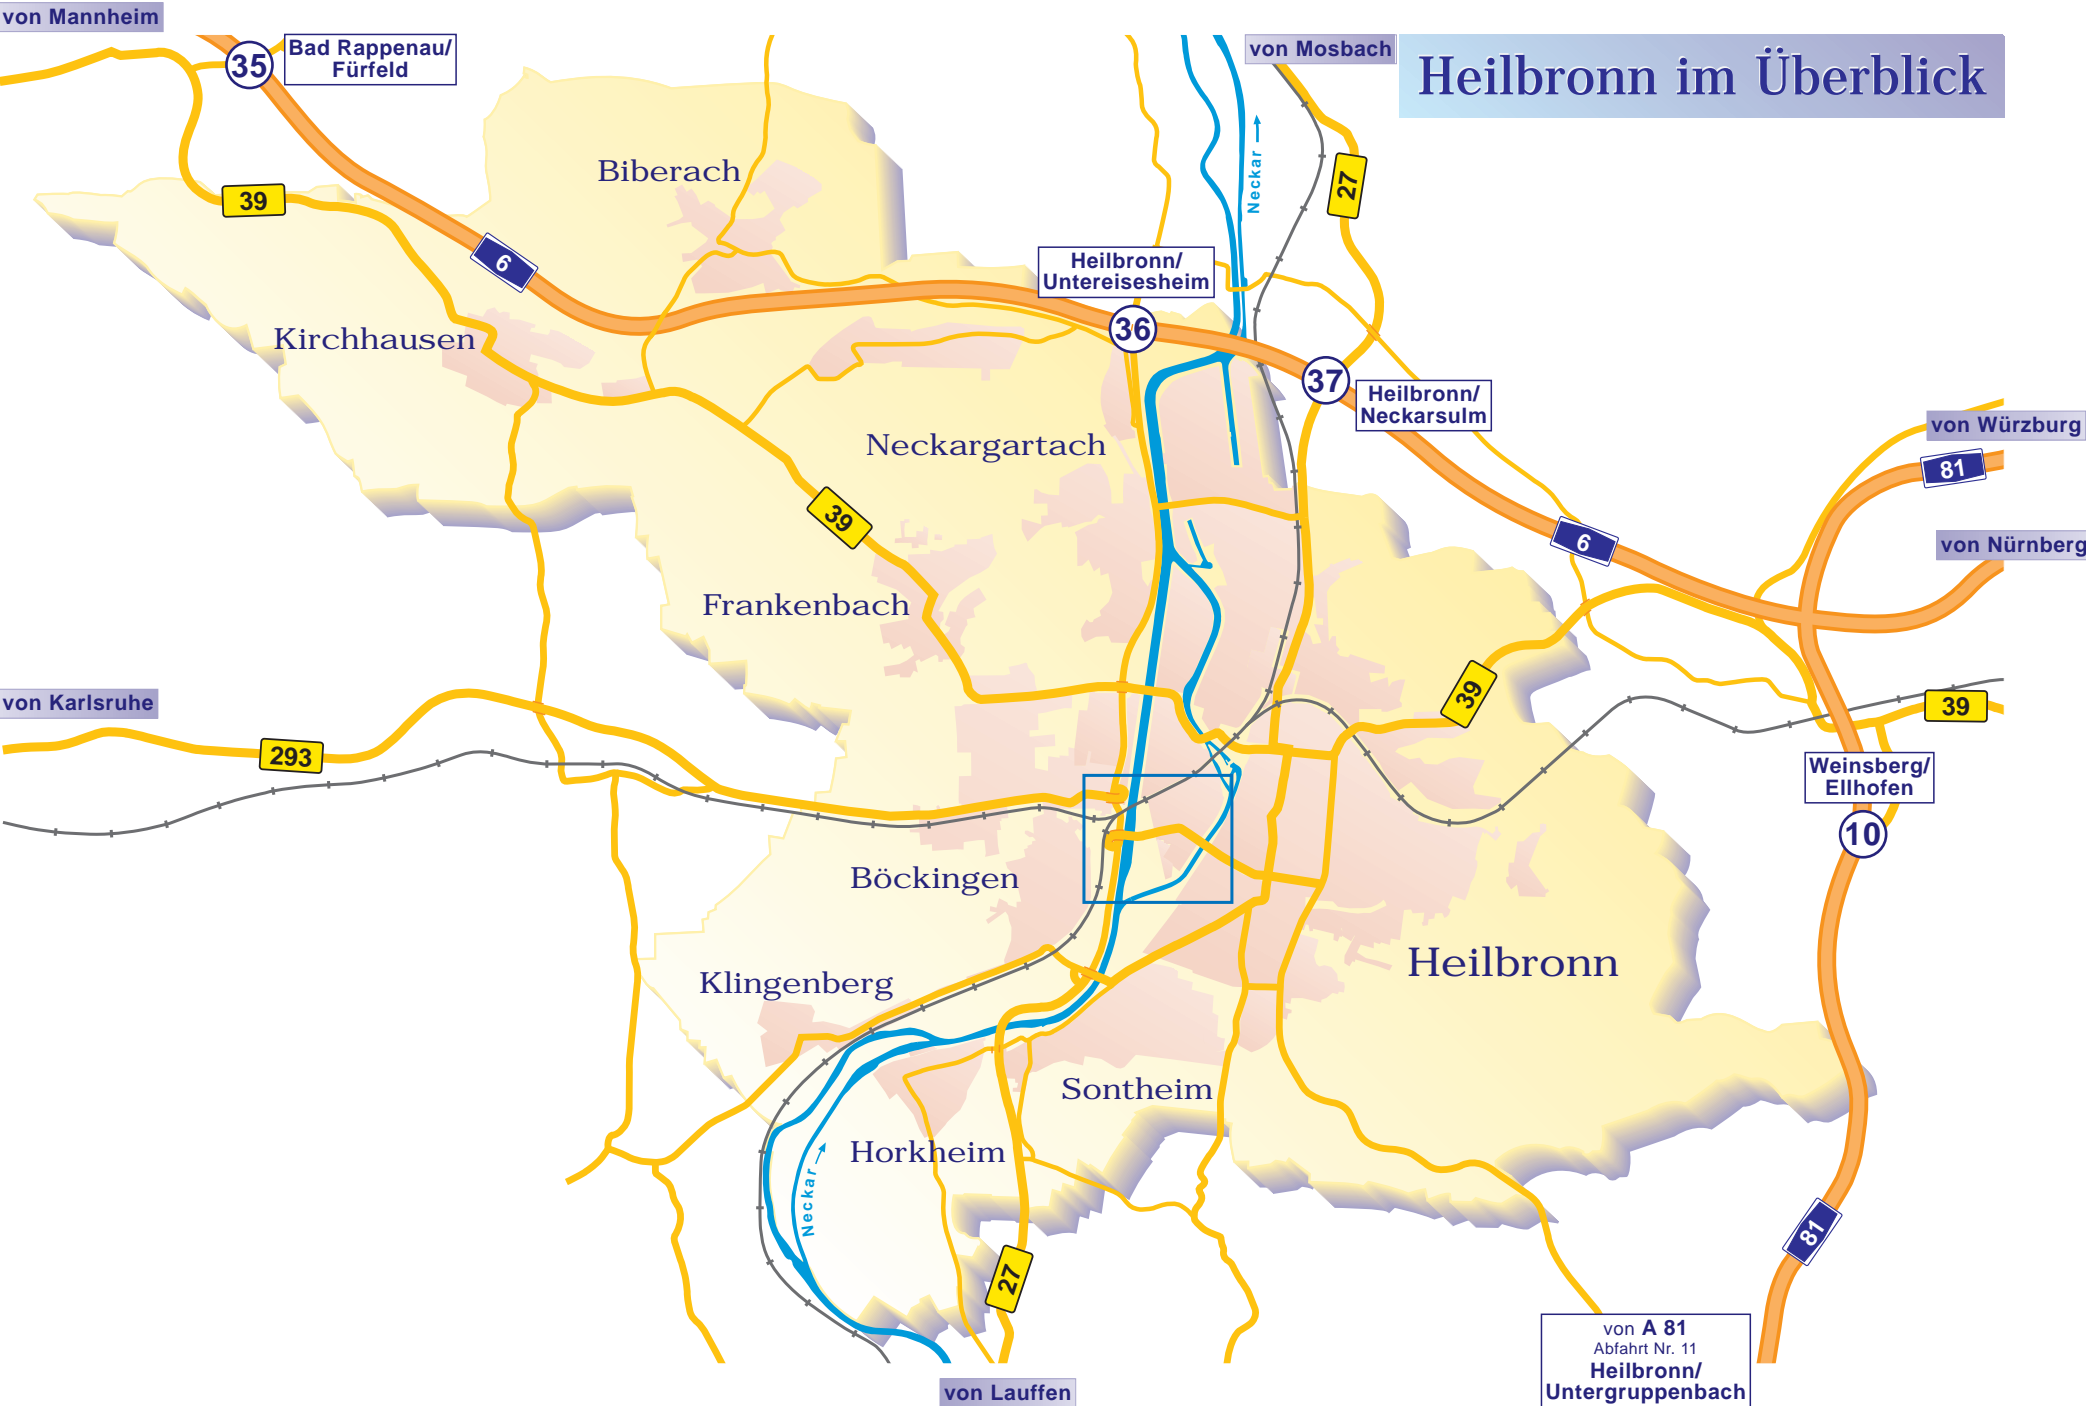 von Mannheim
35
Bad Rappenau/
Fürfeld
von Mosbach
Heilbronn im Überblick
Biberach
Neckar
27
39
6
Heilbronn/
Untereisesheim
36
Kirchhausen
37
Heilbronn/
Neckarsulm
von Würzburg
81
Neckargartach
39
6
von Nürnberg
Frankenbach
39
39
von Karlsruhe
293
Weinsberg/
Ellhofen
10
Böckingen
Heilbronn
Klingenberg
Sontheim
Horkheim
Neckar
81
27
von A 81
Abfahrt Nr. 11
Heilbronn/
Untergruppenbach
von Lauffen